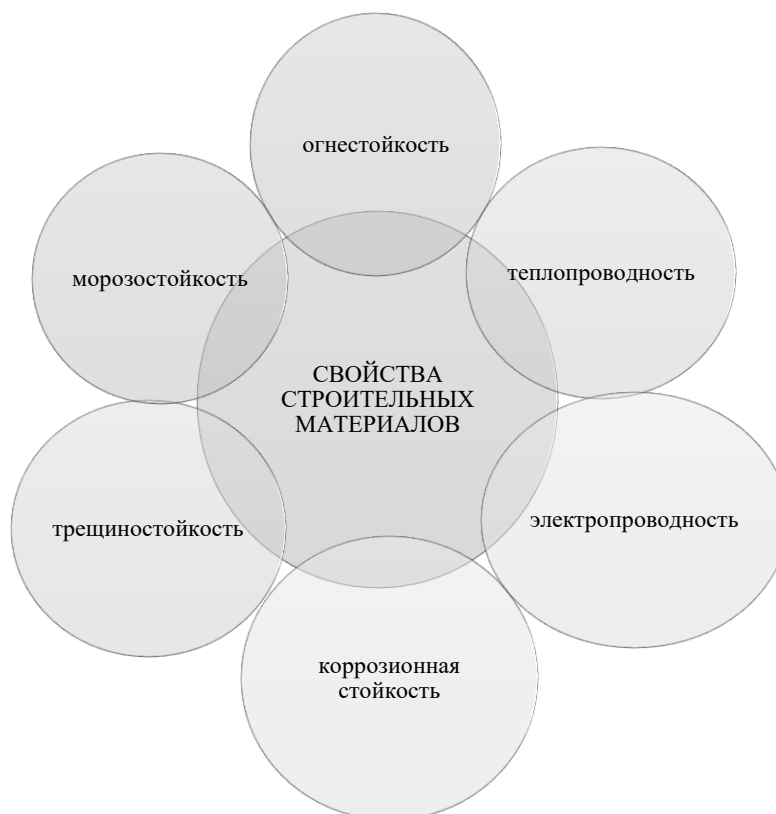 огнестойкость
морозостойкость
теплопроводность
СВОЙСТВА
СТРОИТЕЛЬНЫХ
МАТЕРИАЛОВ
трещиностойкость
электропроводность
коррозионная
стойкость